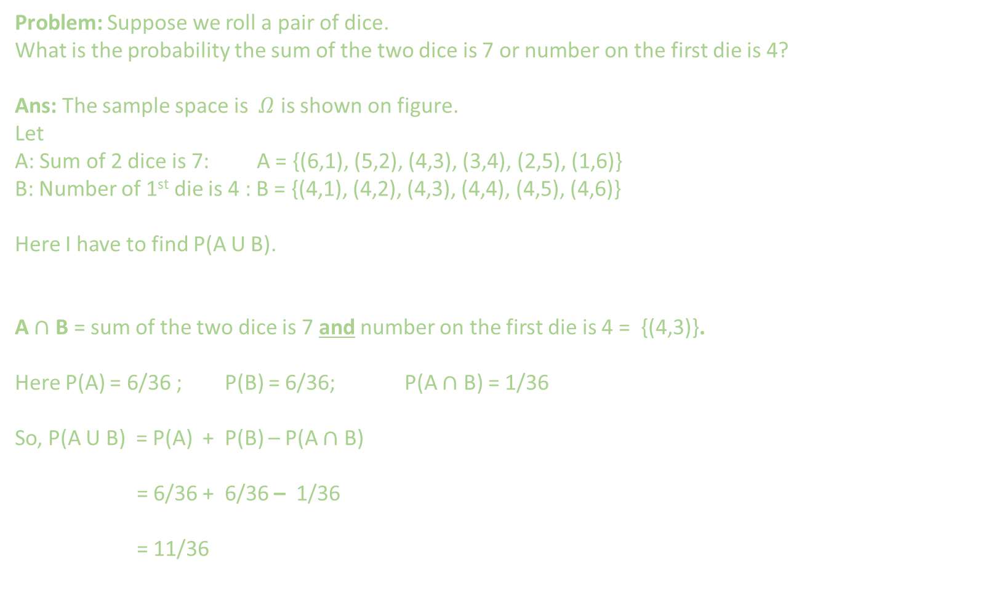 Problem: Suppose we roll a pair of dice.
What is the probability the sum of the two dice is 7 or number on the first die is 4?
Ans: The sample space is Ω is shown on figure.
Let
A: Sum of 2 dice is 7: A = {(6,1), (5,2), (4,3), (3,4), (2,5), (1,6)}
B: Number of 1st die is 4 : B = {(4,1), (4,2), (4,3), (4,4), (4,5), (4,6)}
Here I have to find P(A U B).
A ∩ B = sum of the two dice is 7 and number on the first die is 4 = {(4,3)}.
Here P(A) = 6/36 ; P(B) = 6/36; P(A ∩ B) = 1/36
So, P(A U B) = P(A) + P(B) – P(A ∩ B)
= 6/36 + 6/36 – 1/36
= 11/36